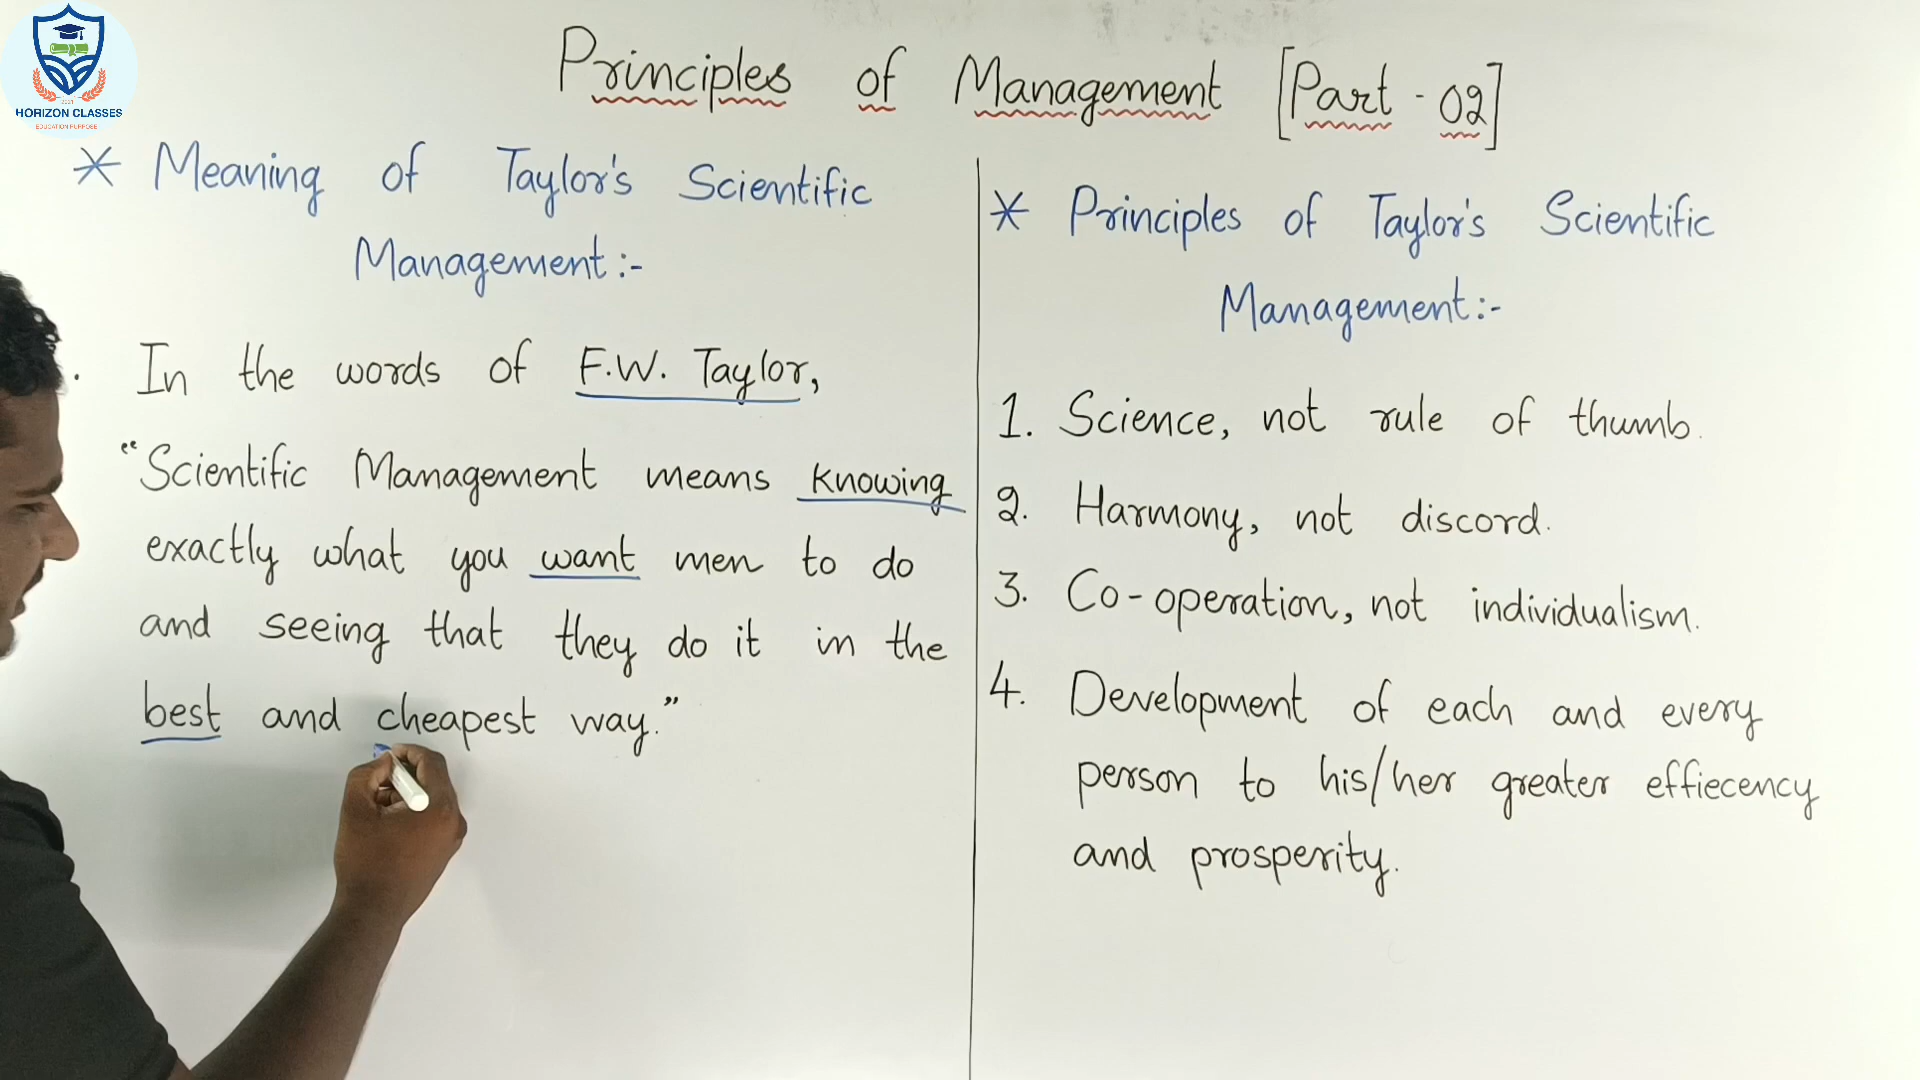 HORIZON CLASSES
EDUCATION PURPOSE
Principles of Management [Part - 02]
* Meaning of Taylor's Scientific
Management:-
. In the words of F.W. Taylor,
"Scientific Management means knowing
exactly what you want men to do
and seeing that they do it in the
best and cheapest way."
* Principles of Taylor's Scientific
Management:-
1. Science, not rule of thumb.
2. Harmony, not discord.
3. Co-operation, not individualism.
4. Development of each and every
person to his/her greater effiecency
and prosperity.